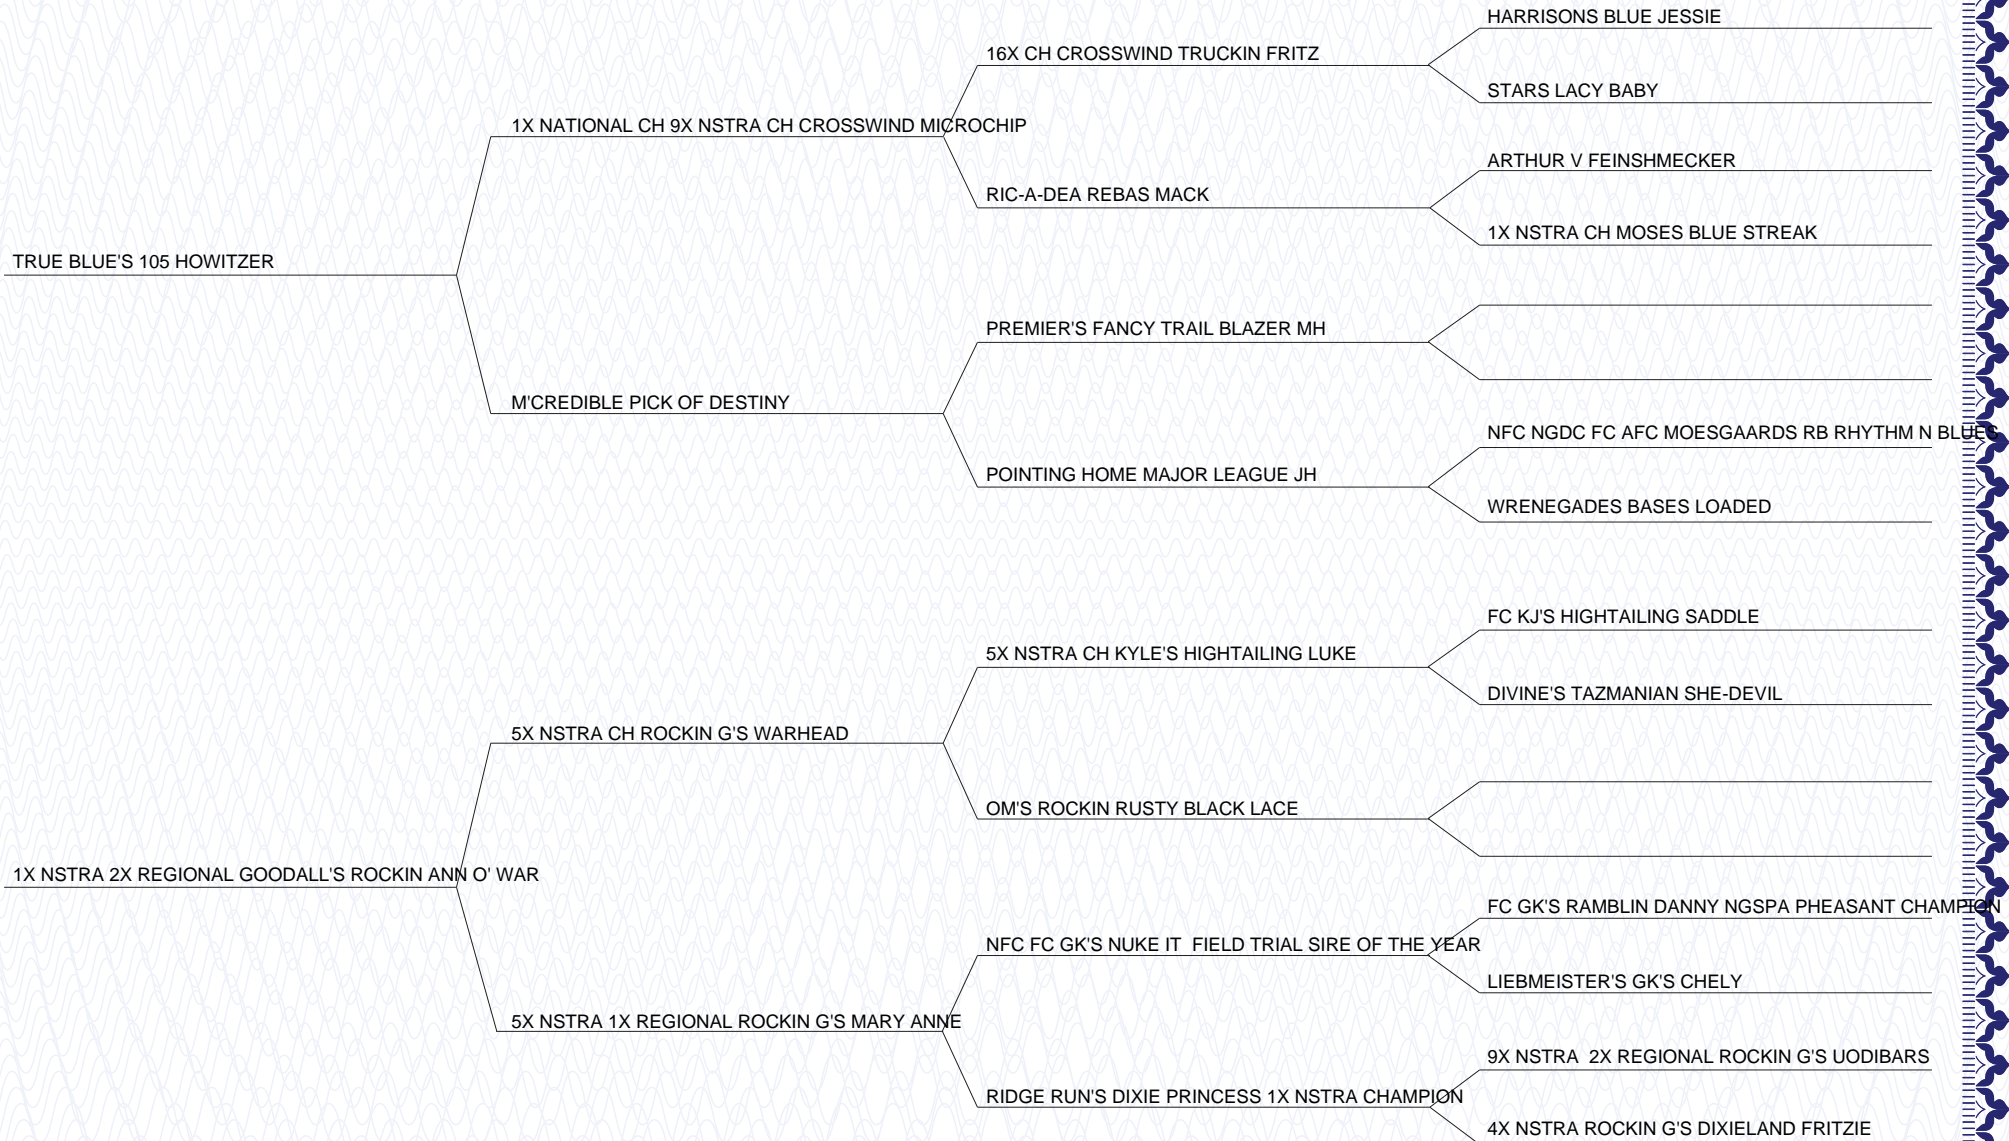 HARRISONS BLUE JESSIE
16X CH CROSSWIND TRUCKIN FRITZ
STARS LACY BABY
1X NATIONAL CH 9X NSTRA CH CROSSWIND MICROCHIP
ARTHUR V FEINSHMECKER
RIC-A-DEA REBAS MACK
1X NSTRA CH MOSES BLUE STREAK
TRUE BLUE'S 105 HOWITZER
PREMIER'S FANCY TRAIL BLAZER MH
M'CREDIBLE PICK OF DESTINY
NFC NGDC FC AFC MOESGAARDS RB RHYTHM N BLUES
POINTING HOME MAJOR LEAGUE JH
WRENEGADES BASES LOADED
FC KJ'S HIGHTAILING SADDLE
5X NSTRA CH KYLE'S HIGHTAILING LUKE
DIVINE'S TAZMANIAN SHE-DEVIL
5X NSTRA CH ROCKIN G'S WARHEAD
OM'S ROCKIN RUSTY BLACK LACE
1X NSTRA 2X REGIONAL GOODALL'S ROCKIN ANN O' WAR
FC GK'S RAMBLIN DANNY NGSPA PHEASANT CHAMPION
NFC FC GK'S NUKE IT  FIELD TRIAL SIRE OF THE YEAR
LIEBMEISTER'S GK'S CHELY
5X NSTRA 1X REGIONAL ROCKIN G'S MARY ANNE
9X NSTRA  2X REGIONAL ROCKIN G'S UODIBARS
RIDGE RUN'S DIXIE PRINCESS 1X NSTRA CHAMPION
4X NSTRA ROCKIN G'S DIXIELAND FRITZIE